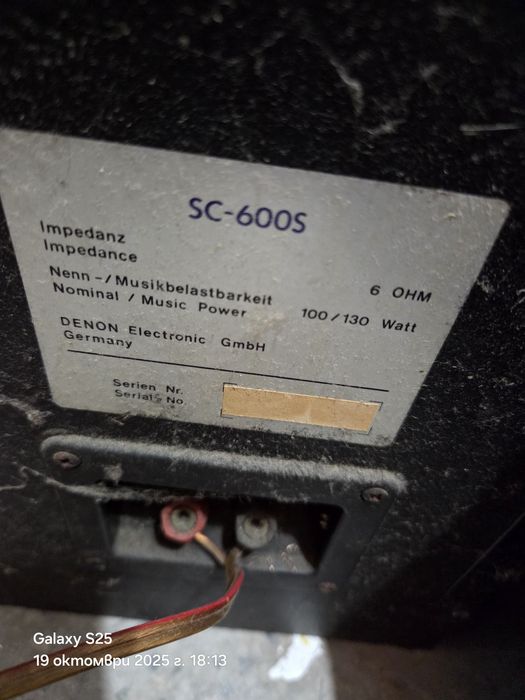 SC-600S
Impedanz
Impedance 6 OHM
Nenn-/Musikbelastbarkeit
Nominal / Music Power 100/130 Watt
DENON Electronic GmbH
Germany
Serien Nr.
Serial No
Galaxy S25
19 октомври 2025 г. 18:13